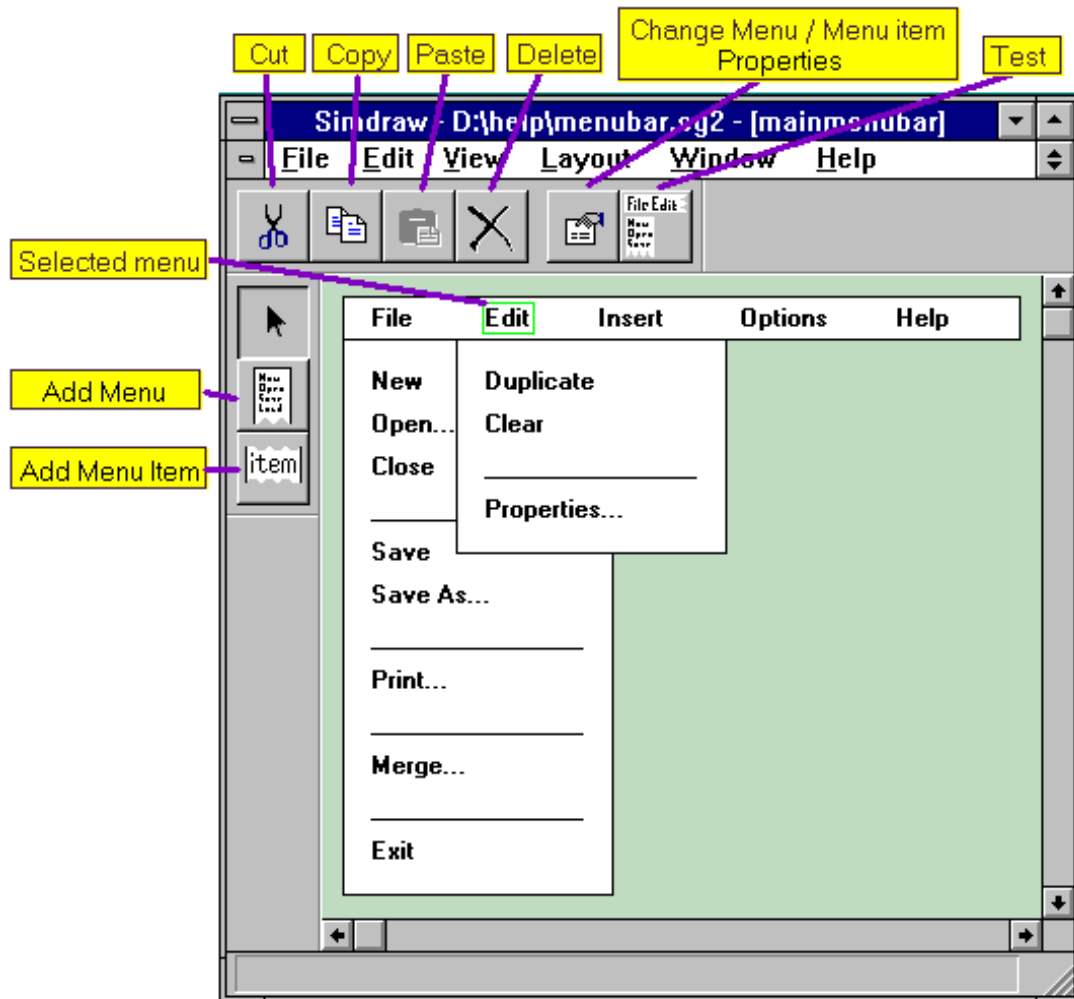 Cut Copy Paste Delete
Change Menu / Menu item
Properties
Test
Simdraw - D:\help\menubar.sg2 - [mainmenubar]
File Edit View Layout Window Help
File Edit
New
Open
Save
Selected menu
File Edit Insert Options Help
Add Menu
New
Open
Save
Load
Add Menu Item
item
New
Open...
Close
Save
Save As...
Print...
Merge...
Exit
Duplicate
Clear
Properties...